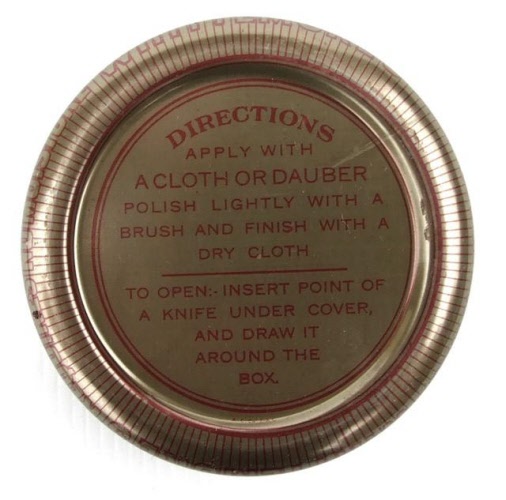 DIRECTIONS
APPLY WITH
A CLOTH OR DAUBER
POLISH LIGHTLY WITH A
BRUSH AND FINISH WITH A
DRY CLOTH
TO OPEN:- INSERT POINT OF
A KNIFE UNDER COVER,
AND DRAW IT
AROUND THE
BOX.